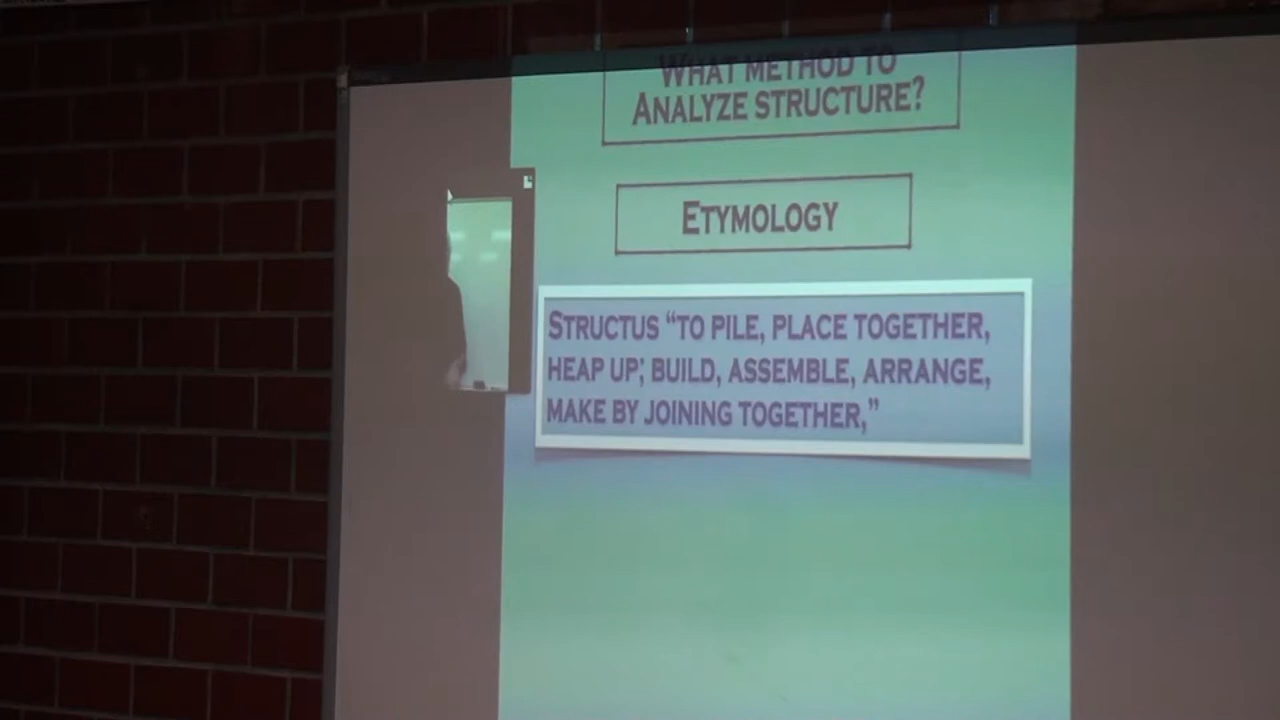 WHAT METHOD TO
ANALYZE STRUCTURE?
ETYMOLOGY
STRUCTUS “TO PILE, PLACE TOGETHER,
HEAP UP; BUILD, ASSEMBLE, ARRANGE,
MAKE BY JOINING TOGETHER,”